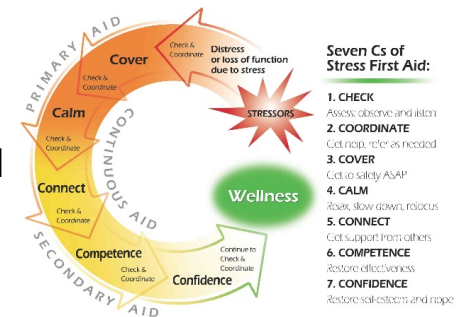 PRIMARY AID
Cover
Check &
Coordinate
Distress
or loss of function
due to stress
Check &
Coordinate
STRESSORS
Calm
CONTINUOUS AID
Check &
Coordinate
Connect
Check &
Coordinate
SECONDARY AID
Competence
Check &
Coordinate
Confidence
Continue to
Check &
Coordinate
Wellness
Seven Cs of
Stress First Aid:
1. CHECK
Assess: observe and listen
2. COORDINATE
Get help, refer as needed
3. COVER
Get to safety ASAP
4. CALM
Relax, slow down, refocus
5. CONNECT
Get support from others
6. COMPETENCE
Restore effectiveness
7. CONFIDENCE
Restore self-esteem and hope